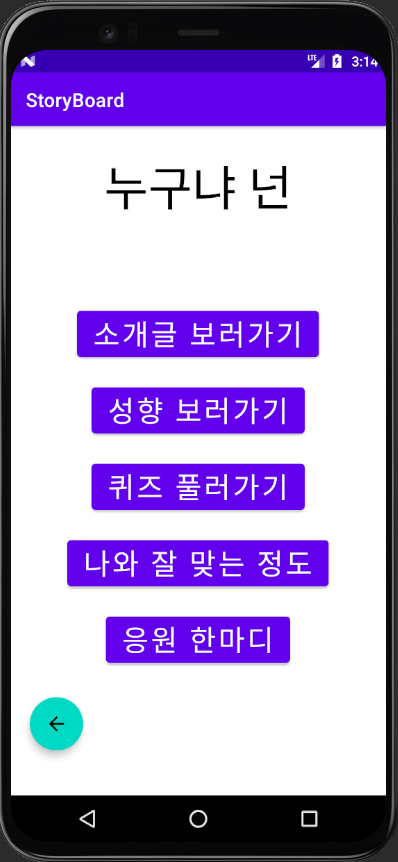 LTE 3:14
StoryBoard
누구냐 넌
소개글 보러가기
성향 보러가기
퀴즈 풀러가기
나와 잘 맞는 정도
응원 한마디